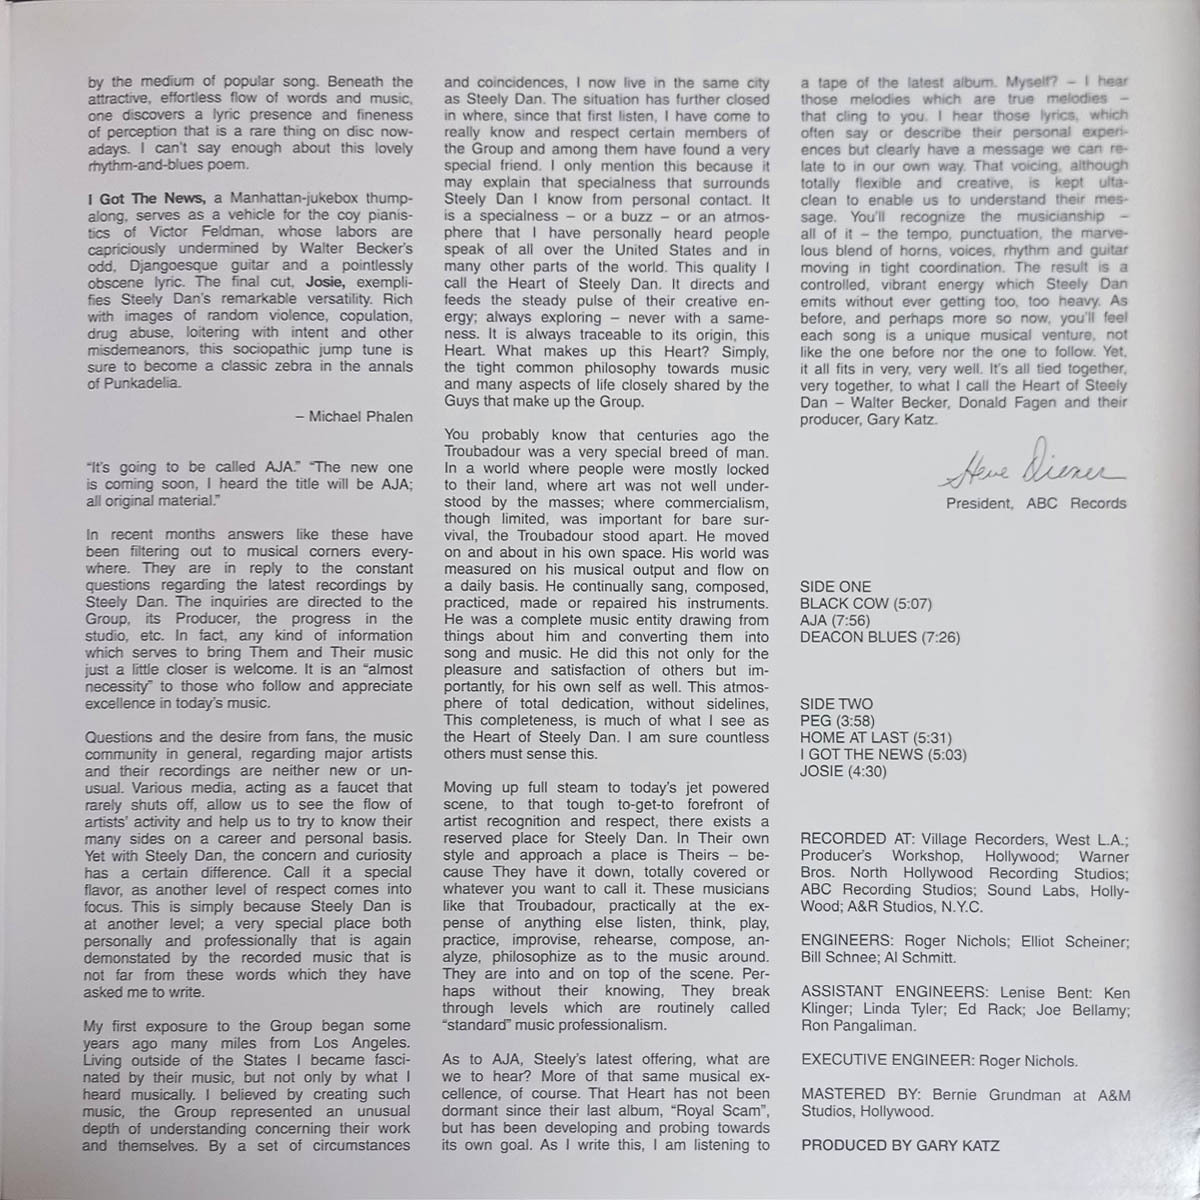 by the medium of popular song. Beneath the
attractive, effortless flow of words and music,
one discovers a lyric presence and fineness
of perception that is a rare thing on disc now-
adays. I can't say enough about this lovely
rhythm-and-blues poem.
I Got The News, a Manhattan-jukebox thump-
along, serves as a vehicle for the coy pianis-
tics of Victor Feldman, whose labors are
capriciously undermined by Walter Becker's
odd, Djangoesque guitar and a pointlessly
obscene lyric. The final cut, Josie, exempli-
fies Steely Dan's remarkable versatility. Rich
with images of random violence, copulation,
drug abuse, loitering with intent and other
misdemeanors, this sociopathic jump tune is
sure to become a classic zebra in the annals
of Punkadelia.
– Michael Phalen
"It's going to be called AJA." "The new one
is coming soon, I heard the title will be AJA;
all original material."
In recent months answers like these have
been filtering out to musical corners every-
where. They are in reply to the constant
questions regarding the latest recordings by
Steely Dan. The inquiries are directed to the
Group, its Producer, the progress in the
studio, etc. In fact, any kind of information
which serves to bring Them and Their music
just a little closer is welcome. It is an "almost
necessity" to those who follow and appreciate
excellence in today's music.
Questions and the desire from fans, the music
community in general, regarding major artists
and their recordings are neither new or un-
usual. Various media, acting as a faucet that
rarely shuts off, allow us to see the flow of
artists' activity and help us to try to know their
many sides on a career and personal basis.
Yet with Steely Dan, the concern and curiosity
has a certain difference. Call it a special
flavor, as another level of respect comes into
focus. This is simply because Steely Dan is
at another level; a very special place both
personally and professionally that is again
demonstated by the recorded music that is
not far from these words which they have
asked me to write.
My first exposure to the Group began some
years ago many miles from Los Angeles.
Living outside of the States I became fasci-
nated by their music, but not only by what I
heard musically. I believed by creating such
music, the Group represented an unusual
depth of understanding concerning their work
and themselves. By a set of circumstances
and coincidences, I now live in the same city
as Steely Dan. The situation has further closed
in where, since that first listen, I have come to
really know and respect certain members of
the Group and among them have found a very
special friend. I only mention this because it
may explain that specialness that surrounds
Steely Dan I know from personal contact. It
is a specialness – or a buzz – or an atmos-
phere that I have personally heard people
speak of all over the United States and in
many other parts of the world. This quality I
call the Heart of Steely Dan. It directs and
feeds the steady pulse of their creative en-
ergy; always exploring – never with a same-
ness. It is always traceable to its origin, this
Heart. What makes up this Heart? Simply,
the tight common philosophy towards music
and many aspects of life closely shared by the
Guys that make up the Group.
You probably know that centuries ago the
Troubadour was a very special breed of man.
In a world where people were mostly locked
to their land, where art was not well under-
stood by the masses; where commercialism,
though limited, was important for bare sur-
vival, the Troubadour stood apart. He moved
on and about in his own space. His world was
measured on his musical output and flow on
a daily basis. He continually sang, composed,
practiced, made or repaired his instruments.
He was a complete music entity drawing from
things about him and converting them into
song and music. He did this not only for the
pleasure and satisfaction of others but im-
portantly, for his own self as well. This atmos-
phere of total dedication, without sidelines,
This completeness, is much of what I see as
the Heart of Steely Dan. I am sure countless
others must sense this.
Moving up full steam to today's jet powered
scene, to that tough to-get-to forefront of
artist recognition and respect, there exists a
reserved place for Steely Dan. In Their own
style and approach a place is Theirs – be-
cause They have it down, totally covered or
whatever you want to call it. These musicians
like that Troubadour, practically at the ex-
pense of anything else listen, think, play,
practice, improvise, rehearse, compose, an-
alyze, philosophize as to the music around.
They are into and on top of the scene. Per-
haps without their knowing, They break
through levels which are routinely called
"standard" music professionalism.
As to AJA, Steely's latest offering, what are
we to hear? More of that same musical ex-
cellence, of course. That Heart has not been
dormant since their last album, "Royal Scam",
but has been developing and probing towards
its own goal. As I write this, I am listening to
a tape of the latest album. Myself? – I hear
those melodies which are true melodies –
that cling to you. I hear those lyrics, which
often say or describe their personal experi-
ences but clearly have a message we can re-
late to in our own way. That voicing, although
totally flexible and creative, is kept ulta-
clean to enable us to understand their mes-
sage. You'll recognize the musicianship –
all of it – the tempo, punctuation, the marve-
lous blend of horns, voices, rhythm and guitar
moving in tight coordination. The result is a
controlled, vibrant energy which Steely Dan
emits without ever getting too, too heavy. As
before, and perhaps more so now, you'll feel
each song is a unique musical venture, not
like the one before nor the one to follow. Yet,
it all fits in very, very well. It's all tied together,
very together, to what I call the Heart of Steely
Dan – Walter Becker, Donald Fagen and their
producer, Gary Katz.
Steve Diener
President, ABC Records
SIDE ONE
BLACK COW (5:07)
AJA (7:56)
DEACON BLUES (7:26)
SIDE TWO
PEG (3:58)
HOME AT LAST (5:31)
I GOT THE NEWS (5:03)
JOSIE (4:30)
RECORDED AT: Village Recorders, West L.A.;
Producer's Workshop, Hollywood; Warner
Bros. North Hollywood Recording Studios;
ABC Recording Studios; Sound Labs, Holly-
Wood; A&R Studios, N.Y.C.
ENGINEERS: Roger Nichols; Elliot Scheiner;
Bill Schnee; Al Schmitt.
ASSISTANT ENGINEERS: Lenise Bent: Ken
Klinger; Linda Tyler; Ed Rack; Joe Bellamy;
Ron Pangaliman.
EXECUTIVE ENGINEER: Roger Nichols.
MASTERED BY: Bernie Grundman at A&M
Studios, Hollywood.
PRODUCED BY GARY KATZ